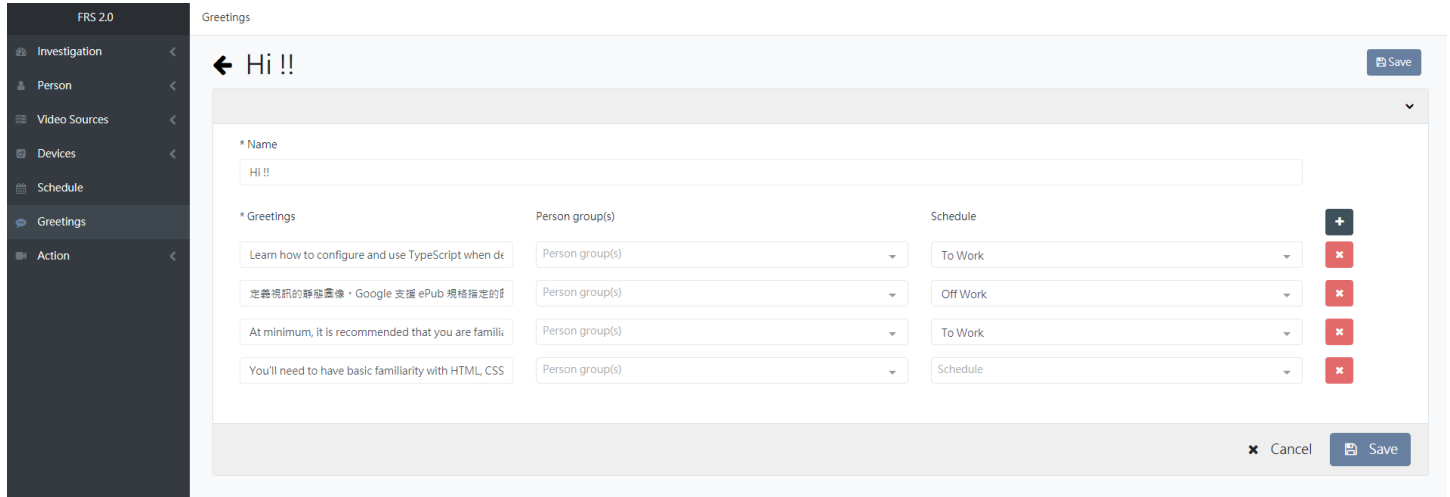 FRS 2.0
Greetings
Investigation
Person
Video Sources
Devices
Schedule
Greetings
Action
Hi !!
Save
* Name
Hi !!
* Greetings Person group(s) Schedule
Learn how to configure and use TypeScript when de Person group(s) To Work
定義視訊的靜態圖像。Google 支援 ePub 規格指定的 Person group(s) Off Work
At minimum, it is recommended that you are familia Person group(s) To Work
You'll need to have basic familiarity with HTML, CSS Person group(s) Schedule
Cancel Save